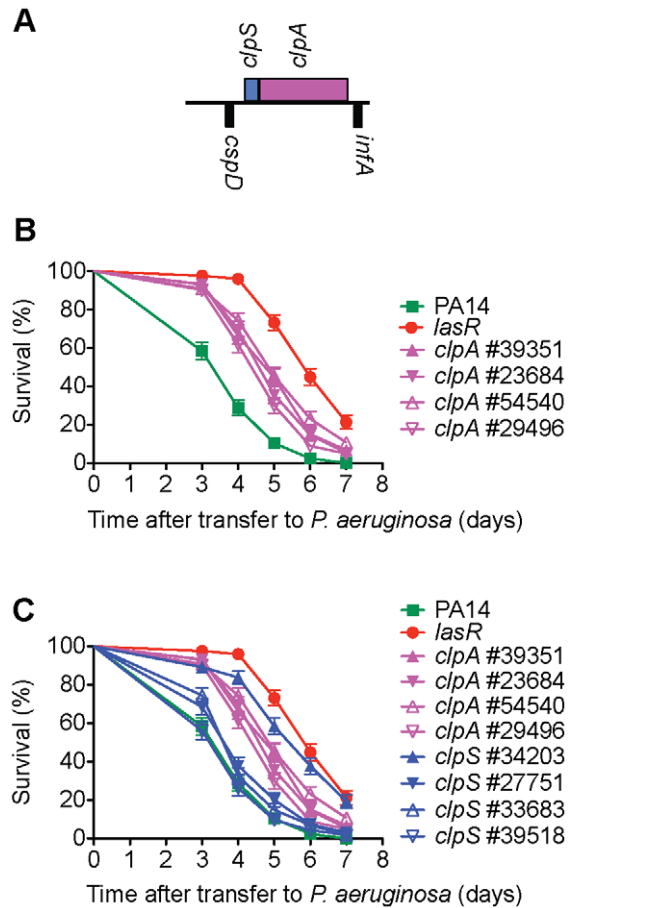 A
clpS
clpA
cspD
infA
B
100
80
60
40
20
0
Survival (%)
0 1 2 3 4 5 6 7 8
Time after transfer to P. aeruginosa (days)
PA14
lasR
clpA #39351
clpA #23684
clpA #54540
clpA #29496
C
100
80
60
40
20
0
Survival (%)
0 1 2 3 4 5 6 7 8
Time after transfer to P. aeruginosa (days)
PA14
lasR
clpA #39351
clpA #23684
clpA #54540
clpA #29496
clpS #34203
clpS #27751
clpS #33683
clpS #39518